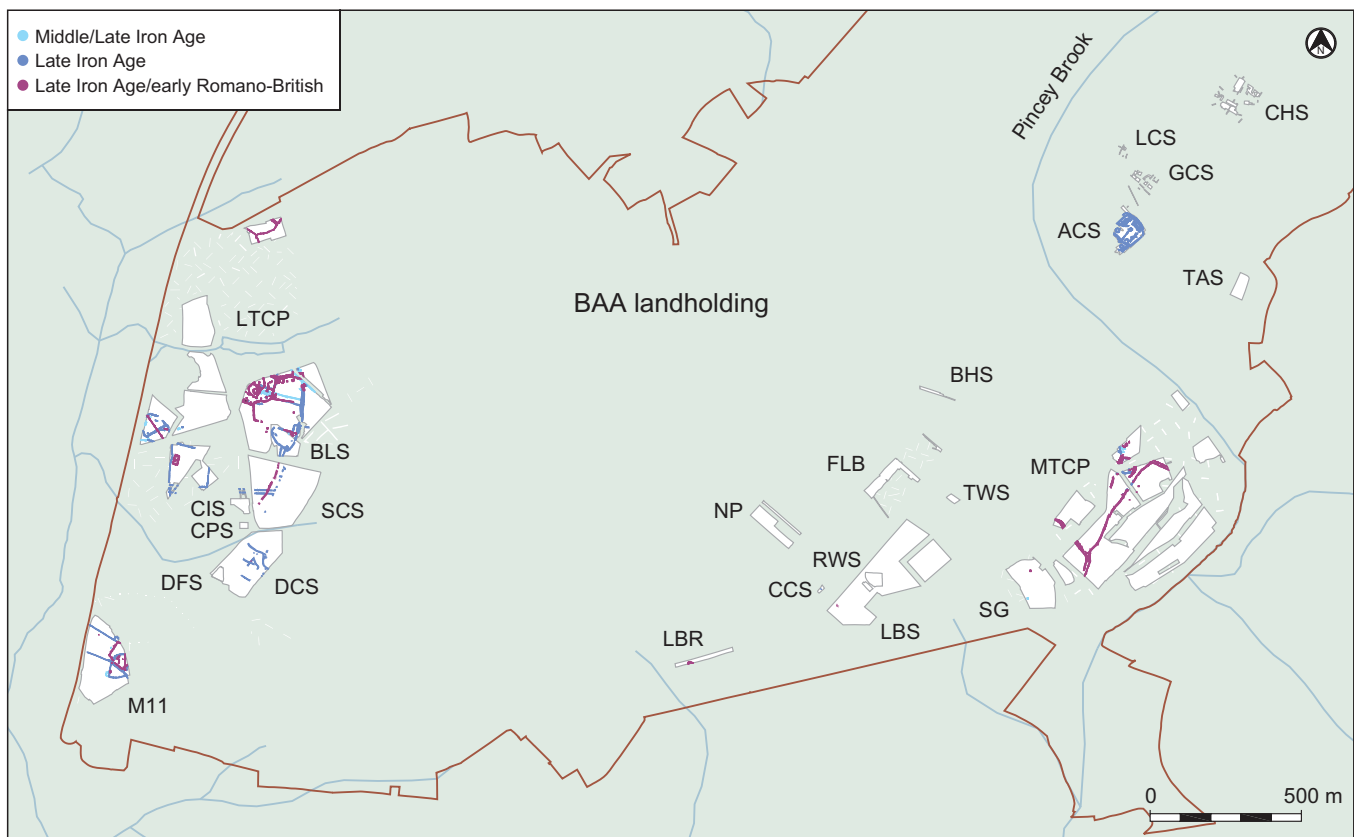 Middle/Late Iron Age
Late Iron Age
Late Iron Age/early Romano-British
N
Pincey Brook
CHS
LCS
GCS
ACS
TAS
BAA landholding
LTCP
BHS
BLS
FLB
MTCP
TWS
CIS
SCS
CPS
NP
RWS
DFS
DCS
CCS
SG
LBS
LBR
M11
0
500 m